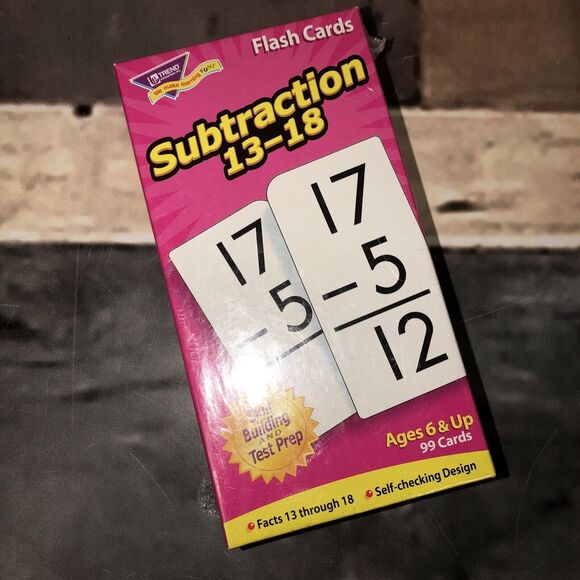 Flash Cards
TREND
We make learning FUN!
Subtraction
13–18
17
- 5
17
- 5
12
Skill
Building
AND
Test Prep
Ages 6 & Up
99 Cards
Facts 13 through 18
Self-checking Design